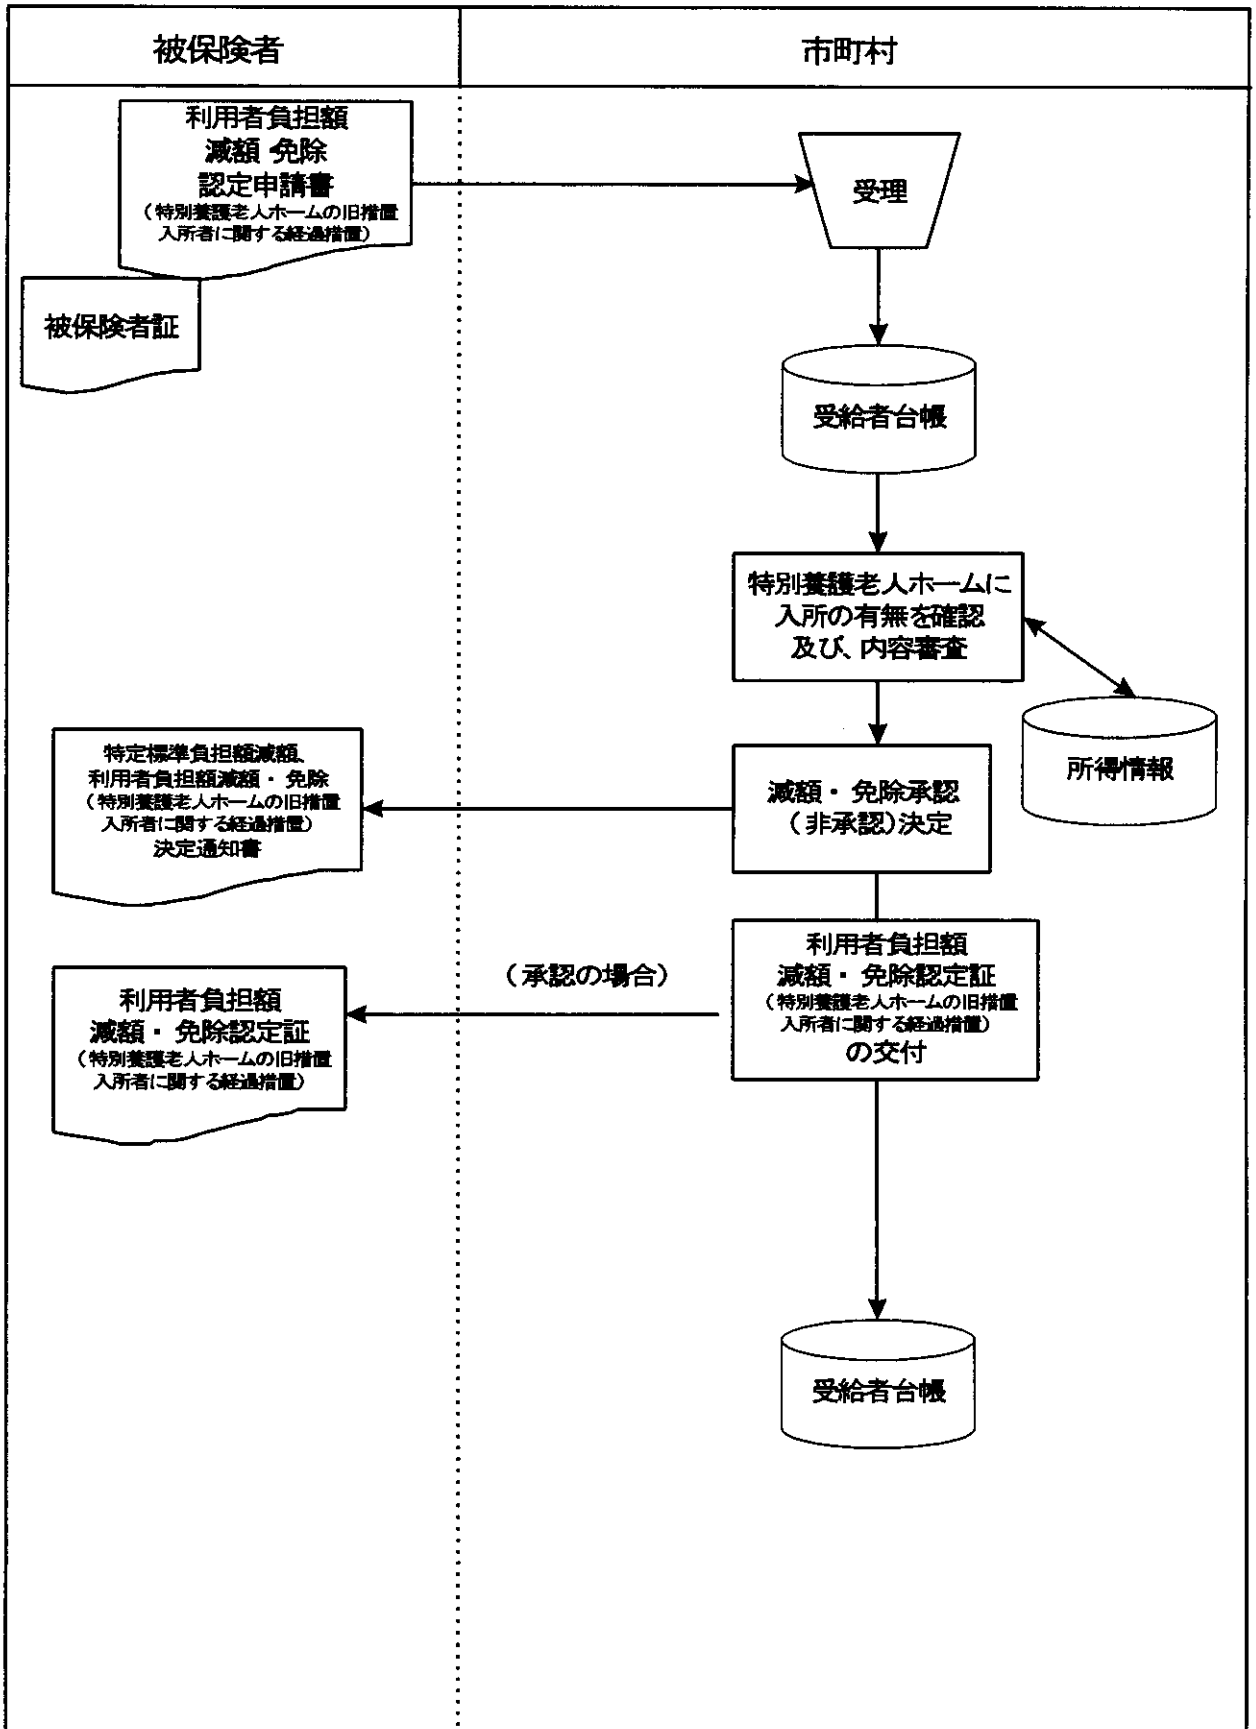 被保険者
市町村
利用者負担額
減額・免除
認定申請書
（特別養護老人ホームの旧措置
入所者に関する経過措置）
受理
被保険者証
受給者台帳
特別養護老人ホームに
入所の有無を確認
及び、内容審査
所得情報
特定標準負担額減額、
利用者負担額減額・免除
（特別養護老人ホームの旧措置
入所者に関する経過措置）
決定通知書
減額・免除承認
（非承認）決定
利用者負担額
減額・免除認定証
（特別養護老人ホームの旧措置
入所者に関する経過措置）
の交付
（承認の場合）
利用者負担額
減額・免除認定証
（特別養護老人ホームの旧措置
入所者に関する経過措置）
受給者台帳